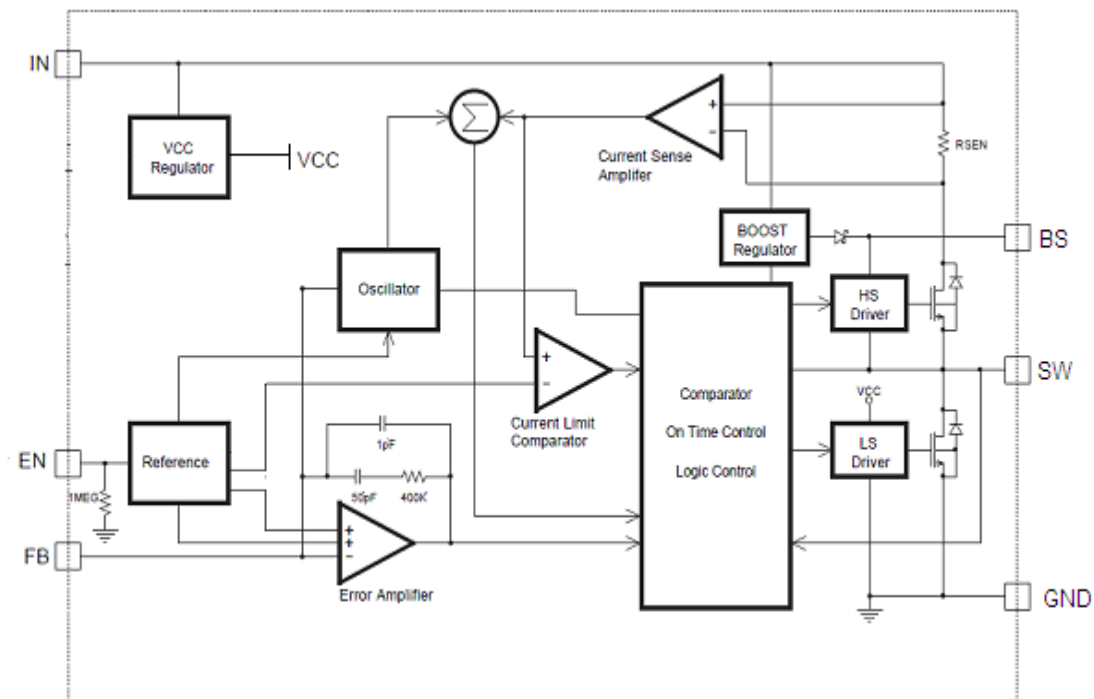 IN
VCC
Regulator
VCC
Σ
+
-
Current Sense
Amplifer
RSEN
BOOST
Regulator
BS
Oscillator
HS
Driver
+
-
Current Limit
Comparator
Comparator
On Time Control
Logic Control
SW
VCC
LS
Driver
EN
1MEG
Reference
1pF
50pF
400K
+
+
-
Error Amplifier
FB
GND